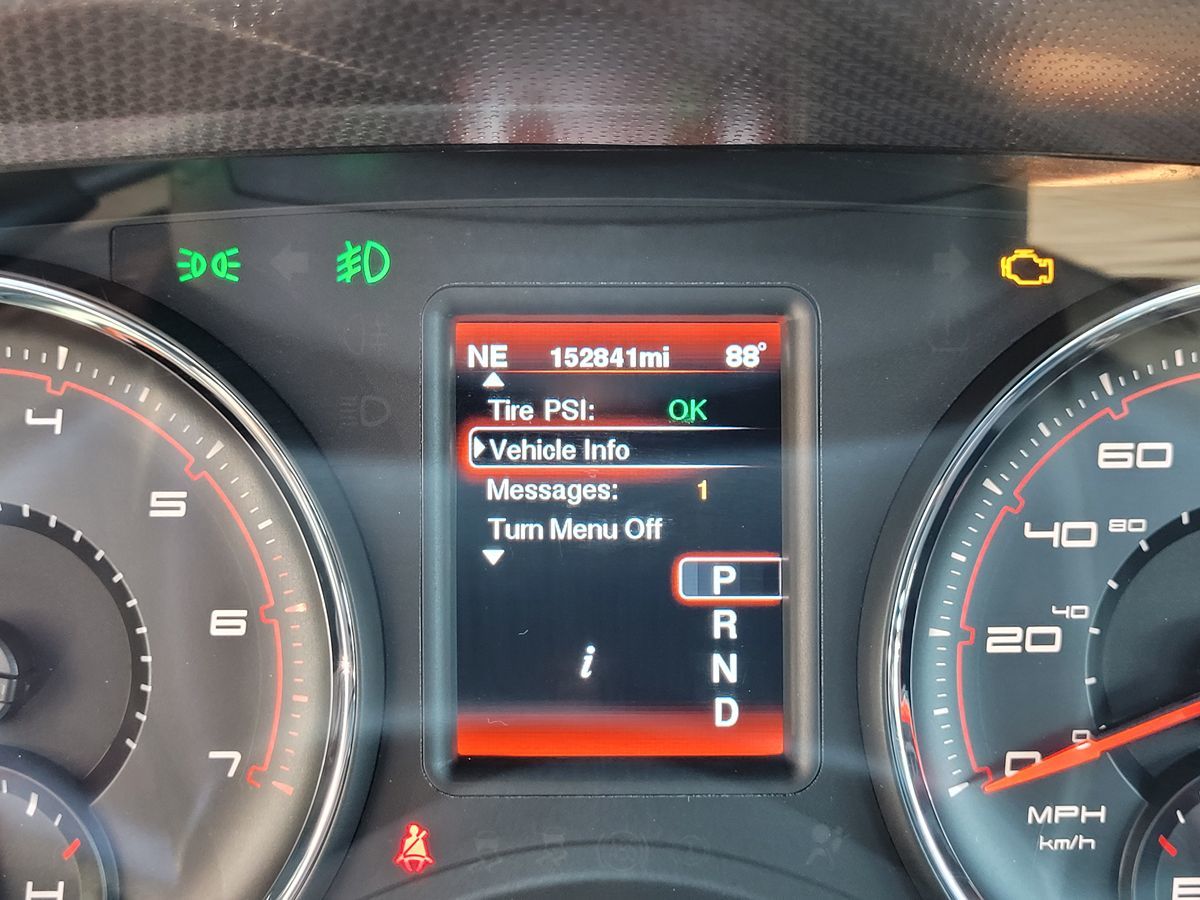 NE 152841mi 88°
Tire PSI: OK
Vehicle Info
Messages: 1
Turn Menu Off
P
R
N
D
i
4
5
6
7
H
60
40 80
20 40
0 0
MPH
km/h
E